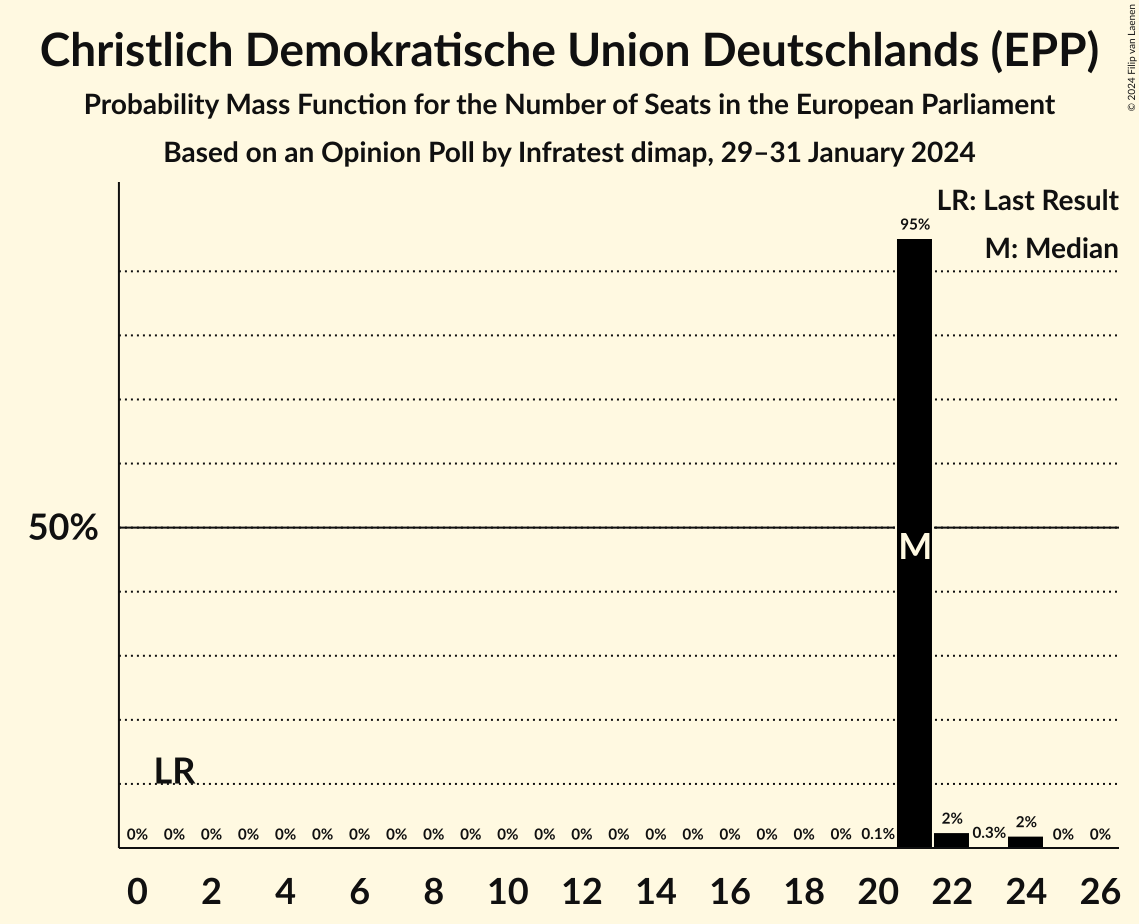 Christlich Demokratische Union Deutschlands (EPP)
Probability Mass Function for the Number of Seats in the European Parliament
Based on an Opinion Poll by Infratest dimap, 29–31 January 2024
© 2024 Filip van Laenen
LR: Last Result
M: Median
95%
50%
M
LR
0% 0% 0% 0% 0% 0% 0% 0% 0% 0% 0% 0% 0% 0% 0% 0% 0% 0% 0% 0% 0.1% 2% 0.3% 2% 0% 0%
0 2 4 6 8 10 12 14 16 18 20 22 24 26